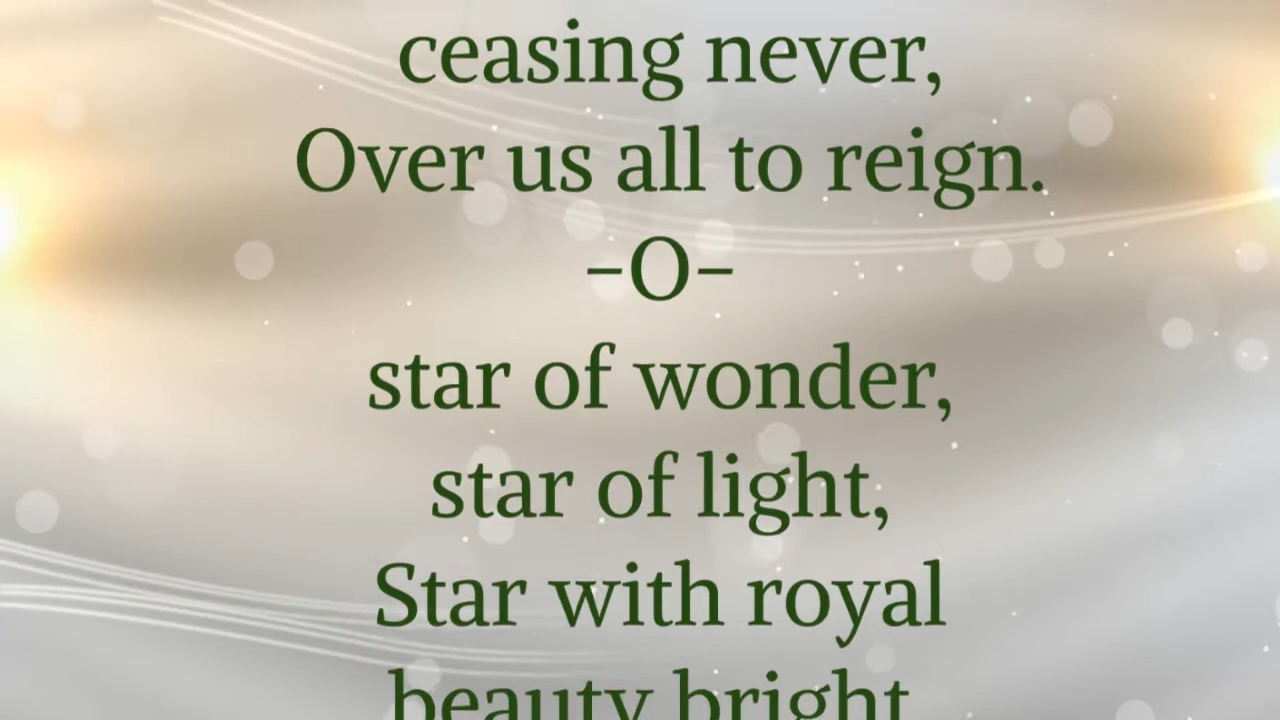 ceasing never,
Over us all to reign.
-O-
star of wonder,
star of light,
Star with royal
beauty bright